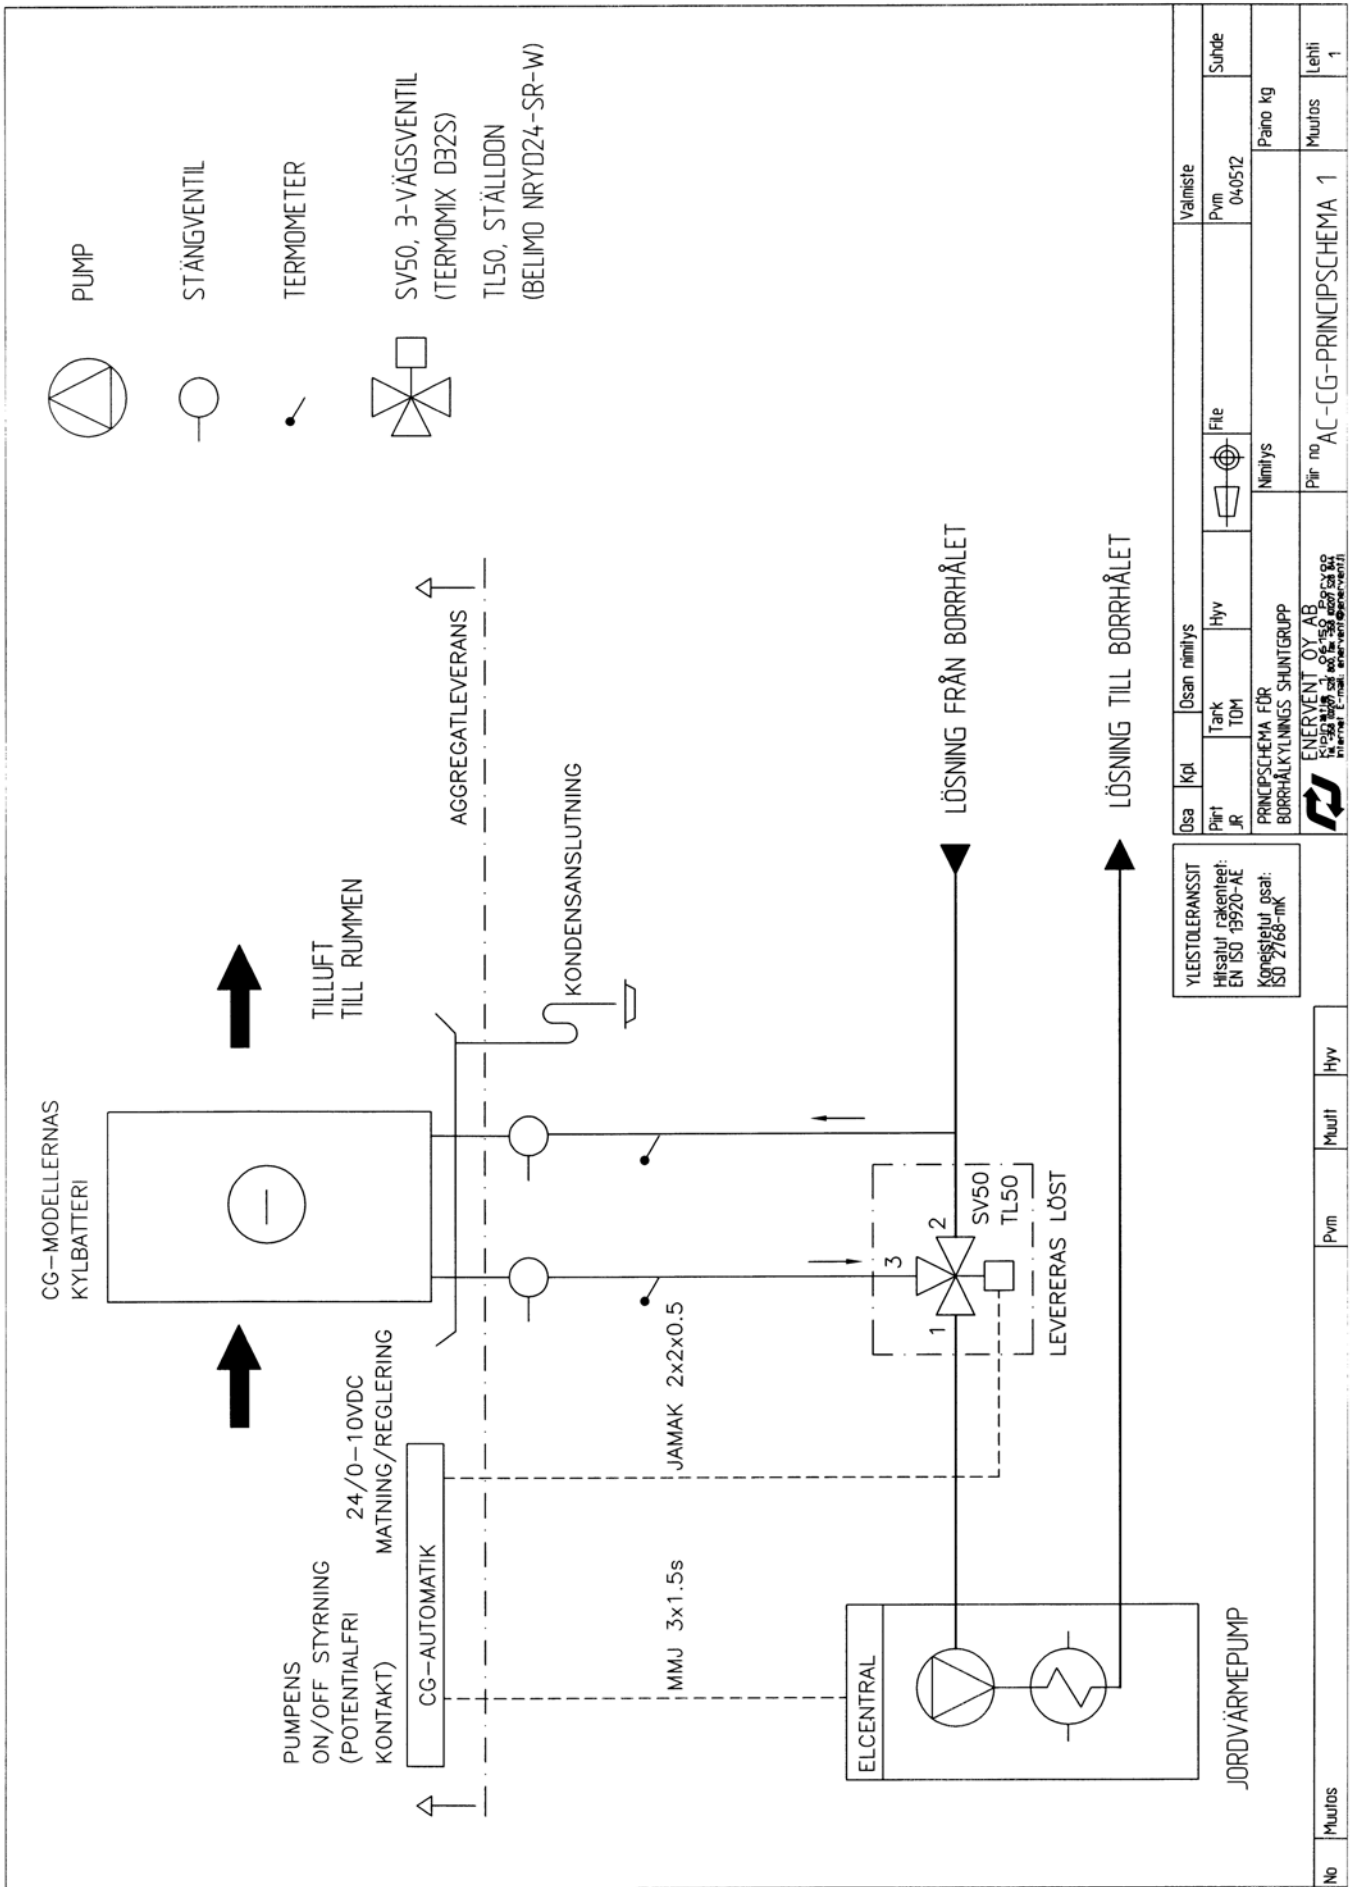 CG-MODELLERNAS
KYLBATTERI
TILLUFT
TILL RUMMEN
PUMPENS
ON/OFF STYRNING
(POTENTIALFRI
KONTAKT)
24/0-10VDC
MATNING/REGLERING
CG-AUTOMATIK
AGGREGATLEVERANS
KONDENSANSLUTNING
MMJ 3x1.5s
JAMAK 2x2x0.5
ELCENTRAL
JORDVÄRMEPUMP
1
3
2
SV50
TL50
LEVERERAS LÖST
LÖSNING FRÅN BORRHÅLET
LÖSNING TILL BORRHÅLET
PUMP
STÄNGVENTIL
TERMOMETER
SV50, 3-VÄGSVENTIL
(TERMOMIX D32S)
TL50, STÄLLDON
(BELIMO NRYD24-SR-W)
No Muutos Pvm Muutt Hyv
YLEISTOLERANSSIT
Hitsatut rakenteet:
EN ISO 13920-AE
Koneistetut osat:
ISO 2768-mK
Osa Kpl Osan nimitys Valmiste
Piirt Tark Hyv File Pvm Suhde
JR TOM 040512
PRINCIPSCHEMA FÖR
BORRHÅLKYLNINGS SHUNTGRUPP
Nimitys Paino kg
ENERVENT OY AB
Piir no AC-CG-PRINCIPSCHEMA 1
Muutos Lehti
1